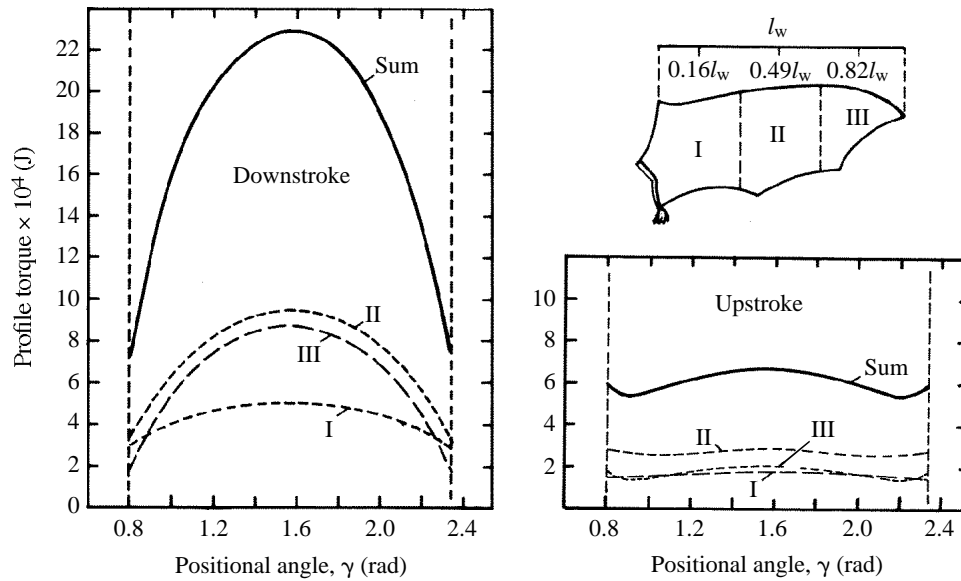 22
20
18
16
14
12
10
8
6
4
2
0
Profile torque × 10⁴ (J)
Sum
Downstroke
II
III
I
0.8 1.2 1.6 2.0 2.4
Positional angle, γ (rad)
l_w
0.16l_w 0.49l_w 0.82l_w
I II III
10
8
6
4
2
Upstroke
Sum
II
III
I
0.8 1.2 1.6 2.0 2.4
Positional angle, γ (rad)